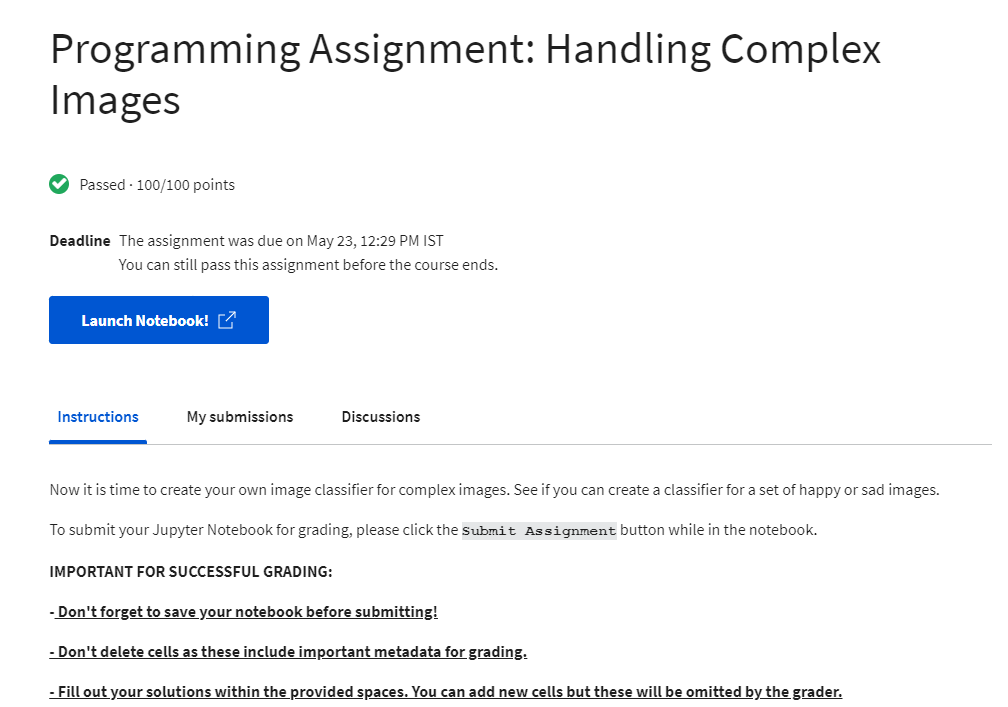 Programming Assignment: Handling Complex
Images
Passed · 100/100 points
Deadline The assignment was due on May 23, 12:29 PM IST
You can still pass this assignment before the course ends.
Launch Notebook!
Instructions My submissions Discussions
Now it is time to create your own image classifier for complex images. See if you can create a classifier for a set of happy or sad images.
To submit your Jupyter Notebook for grading, please click the Submit Assignment button while in the notebook.
IMPORTANT FOR SUCCESSFUL GRADING:
- Don't forget to save your notebook before submitting!
- Don't delete cells as these include important metadata for grading.
- Fill out your solutions within the provided spaces. You can add new cells but these will be omitted by the grader.